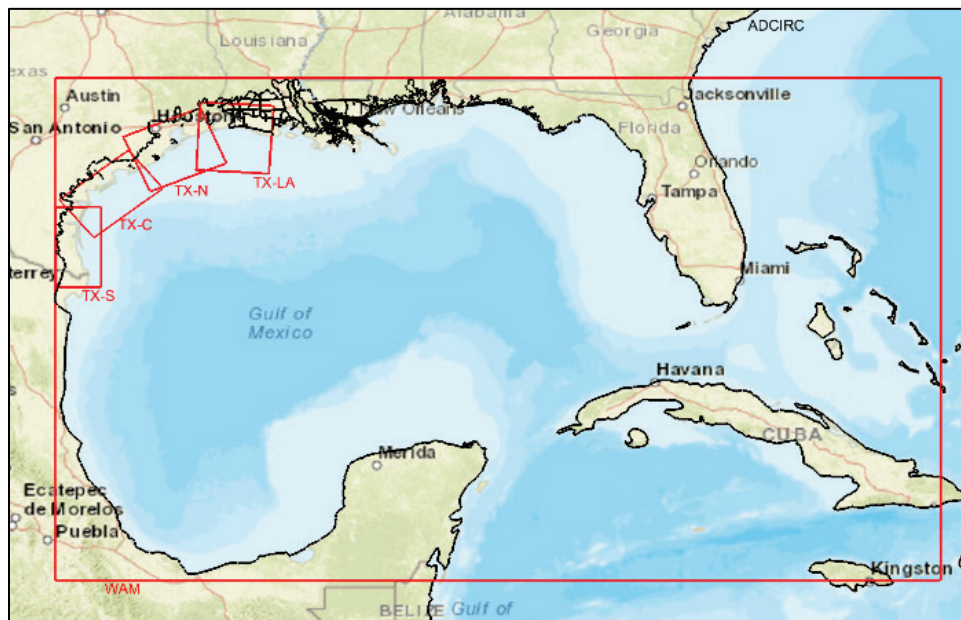 Alabama
ADCIRC
Georgia
Louisiana
exas
Austin
Houston
New Orleans
Jacksonville
San Antonio
Florida
Orlando
TX-N
TX-LA
Tampa
TX-C
terrey
Miami
TX-S
Gulf of
Mexico
Havana
CUBA
Merida
Ecatepec
de Morelos
Puebla
Kingston
WAM
BELIZE
Gulf of